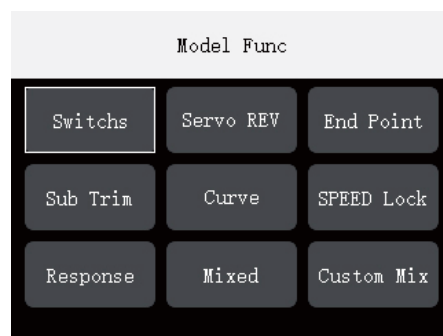 Model Func
Switchs Servo REV End Point
Sub Trim Curve SPEED Lock
Response Mixed Custom Mix